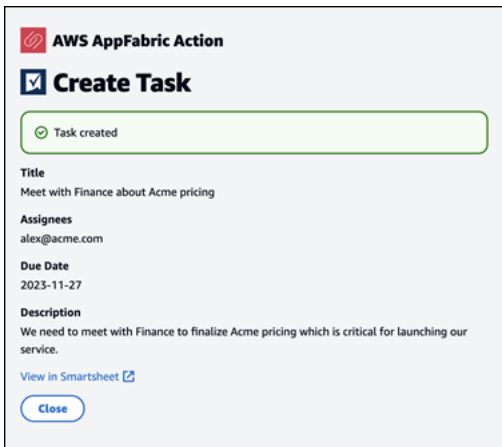 AWS AppFabric Action
Create Task
Task created
Title
Meet with Finance about Acme pricing
Assignees
alex@acme.com
Due Date
2023-11-27
Description
We need to meet with Finance to finalize Acme pricing which is critical for launching our
service.
View in Smartsheet
Close